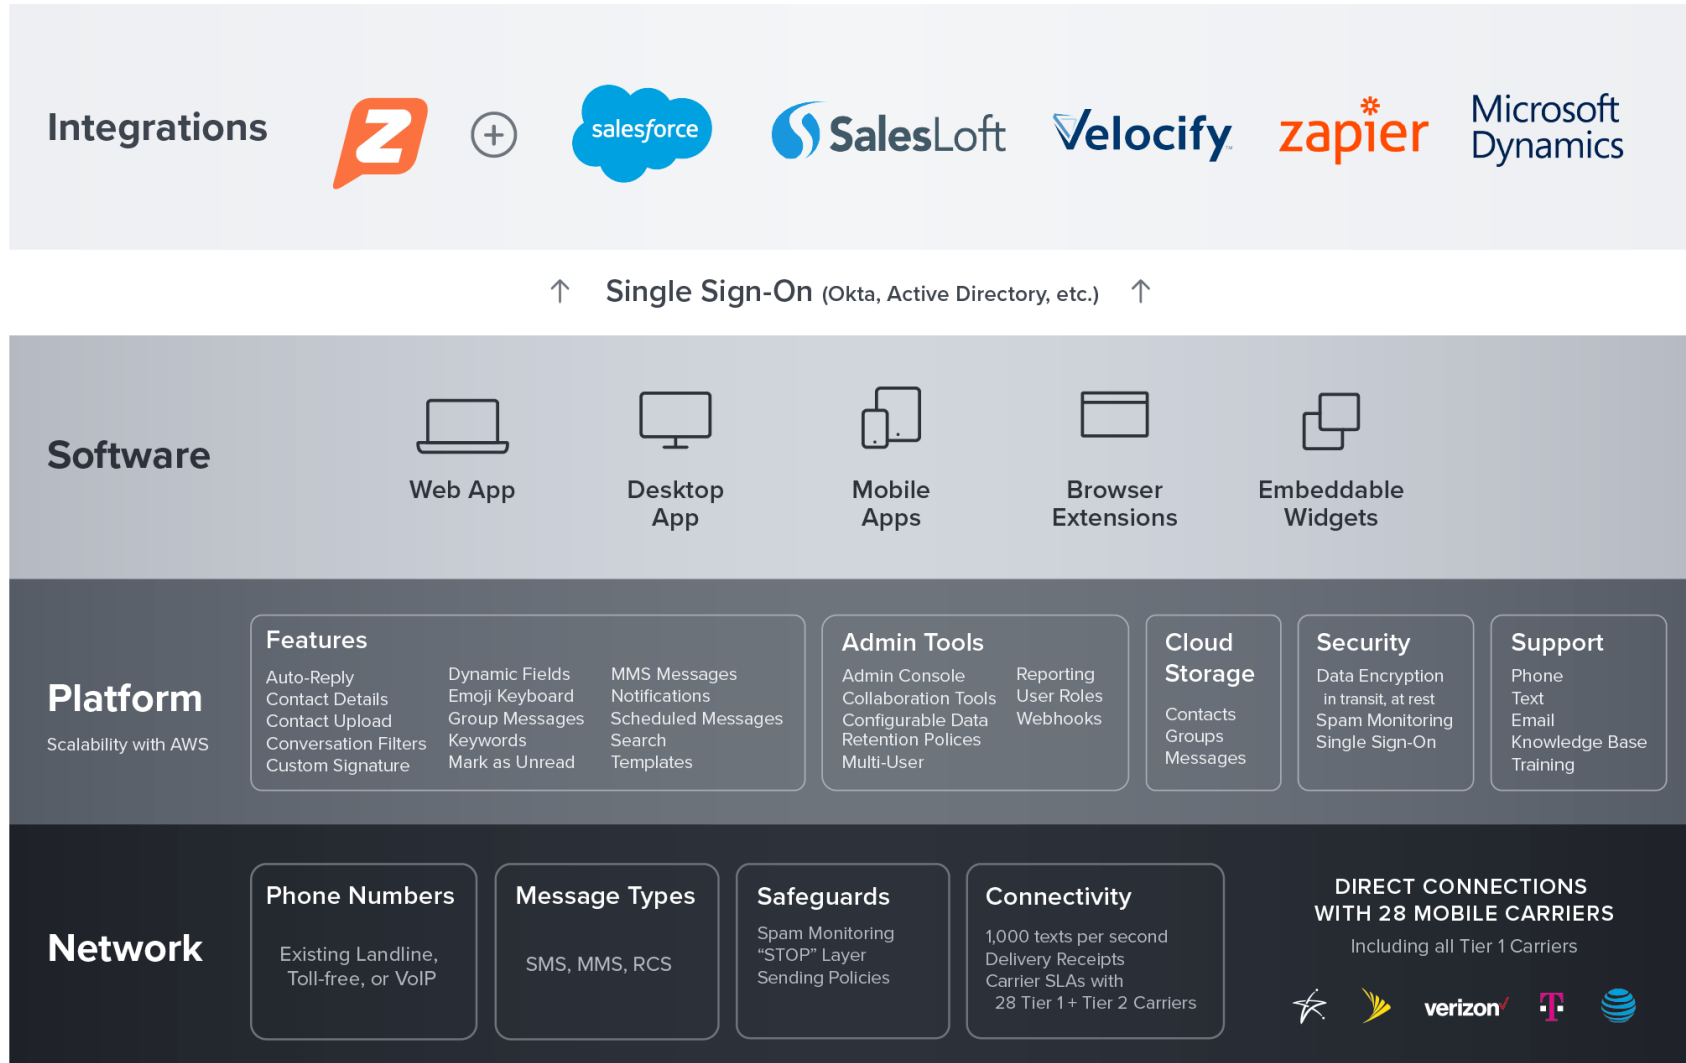 Integrations
Z
salesforce
SalesLoft
Velocify™
zapier
Microsoft
Dynamics
Single Sign-On (Okta, Active Directory, etc.)
Software
Web App
Desktop
App
Mobile
Apps
Browser
Extensions
Embeddable
Widgets
Platform
Scalability with AWS
Features
Auto-Reply
Contact Details
Contact Upload
Conversation Filters
Custom Signature
Dynamic Fields
Emoji Keyboard
Group Messages
Keywords
Mark as Unread
MMS Messages
Notifications
Scheduled Messages
Search
Templates
Admin Tools
Admin Console
Collaboration Tools
Configurable Data
Retention Polices
Multi-User
Reporting
User Roles
Webhooks
Cloud
Storage
Contacts
Groups
Messages
Security
Data Encryption
in transit, at rest
Spam Monitoring
Single Sign-On
Support
Phone
Text
Email
Knowledge Base
Training
Network
Phone Numbers
Existing Landline,
Toll-free, or VoIP
Message Types
SMS, MMS, RCS
Safeguards
Spam Monitoring
“STOP” Layer
Sending Policies
Connectivity
1,000 texts per second
Delivery Receipts
Carrier SLAs with
28 Tier 1 + Tier 2 Carriers
DIRECT CONNECTIONS
WITH 28 MOBILE CARRIERS
Including all Tier 1 Carriers
verizon
T